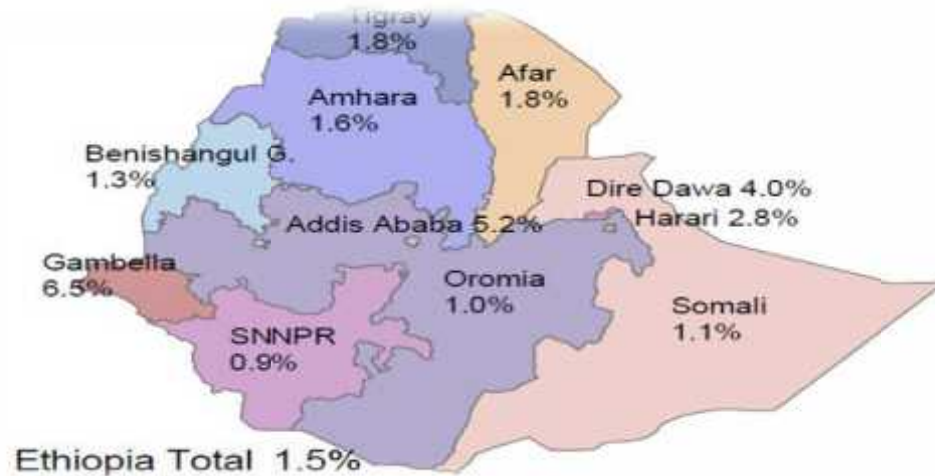 Tigray
1.8%
Afar
1.8%
Amhara
1.6%
Benishangul G.
1.3%
Dire Dawa 4.0%
Harari 2.8%
Addis Ababa 5.2%
Gambella
6.5%
Oromia
1.0%
Somali
1.1%
SNNPR
0.9%
Ethiopia Total 1.5%